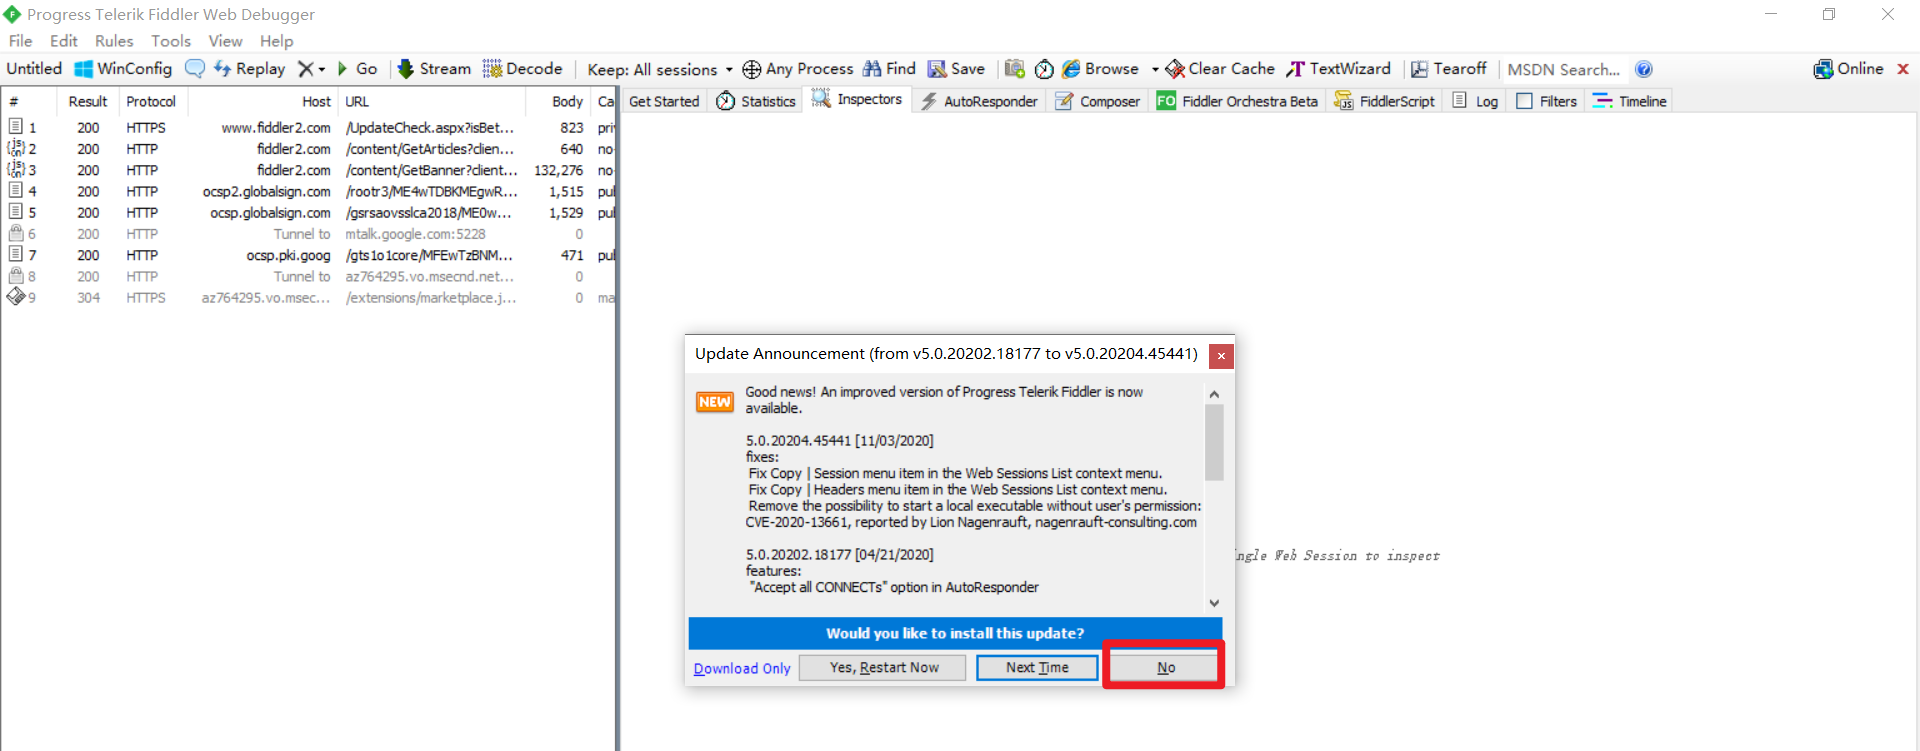 Progress Telerik Fiddler Web Debugger
File Edit Rules Tools View Help
Untitled WinConfig Replay Go Stream Decode Keep: All sessions Any Process Find Save Browse Clear Cache TextWizard Tearoff MSDN Search... Online
# Result Protocol Host URL Body Ca
Get Started Statistics Inspectors AutoResponder Composer FO Fiddler Orchestra Beta FiddlerScript Log Filters Timeline
1 200 HTTPS www.fiddler2.com /UpdateCheck.aspx?isBet... 823 pri
2 200 HTTP fiddler2.com /content/GetArticles?clien... 640 no
3 200 HTTP fiddler2.com /content/GetBanner?client... 132,276 no
4 200 HTTP ocsp2.globalsign.com /rootr3/ME4wTDBKMEgwR... 1,515 pul
5 200 HTTP ocsp.globalsign.com /gsrsaovsslca2018/ME0w... 1,529 pul
6 200 HTTP Tunnel to mtalk.google.com:5228 0
7 200 HTTP ocsp.pki.goog /gts1o1core/MFEwTzBNM... 471 pul
8 200 HTTP Tunnel to az764295.vo.msecnd.net... 0
9 304 HTTPS az764295.vo.msec... /extensions/marketplace.j... 0 ma
Update Announcement (from v5.0.20202.18177 to v5.0.20204.45441)
NEW
Good news! An improved version of Progress Telerik Fiddler is now
available.
5.0.20204.45441 [11/03/2020]
fixes:
Fix Copy | Session menu item in the Web Sessions List context menu.
Fix Copy | Headers menu item in the Web Sessions List context menu.
Remove the possibility to start a local executable without user's permission:
CVE-2020-13661, reported by Lion Nagenrauft, nagenrauft-consulting.com
5.0.20202.18177 [04/21/2020]
features:
"Accept all CONNECTs" option in AutoResponder
ingle Web Session to inspect
Would you like to install this update?
Download Only Yes, Restart Now Next Time No